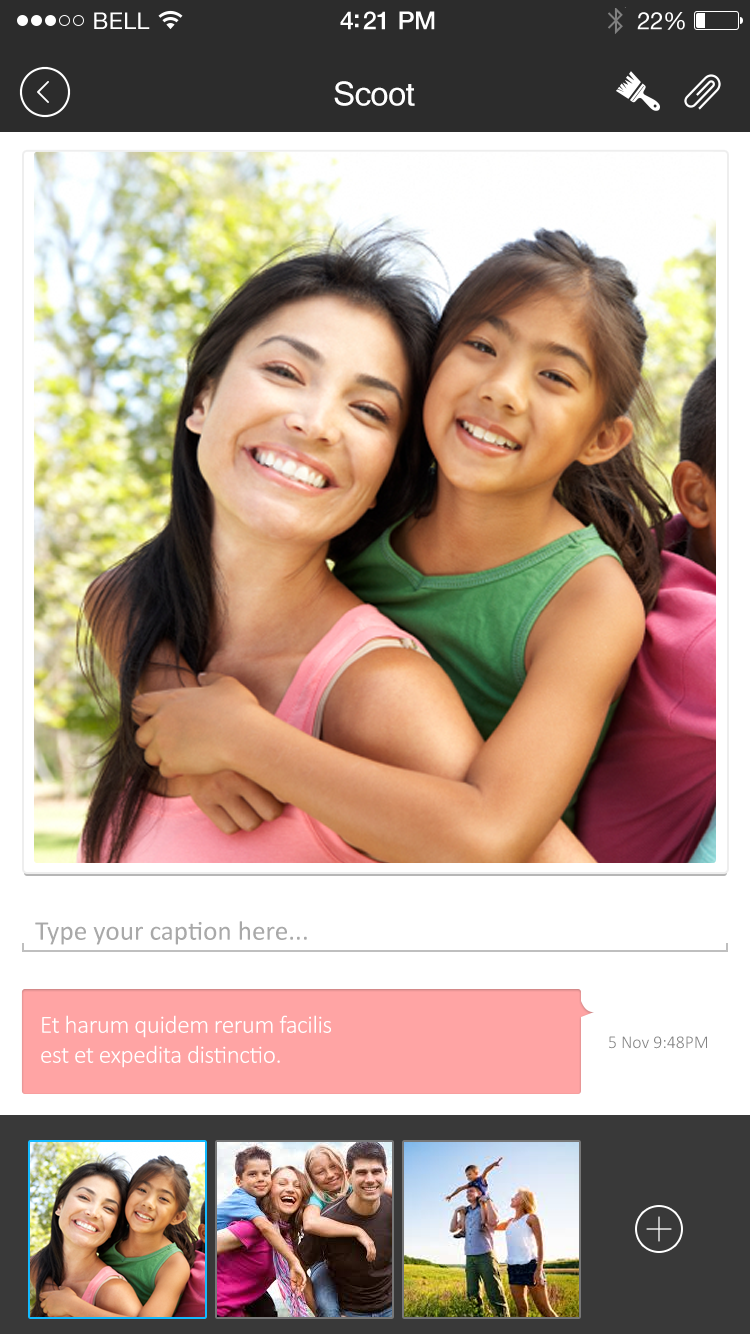 BELL 4:21 PM 22%
Scoot
Type your caption here...
Et harum quidem rerum facilis
est et expedita distinctio.
5 Nov 9:48PM